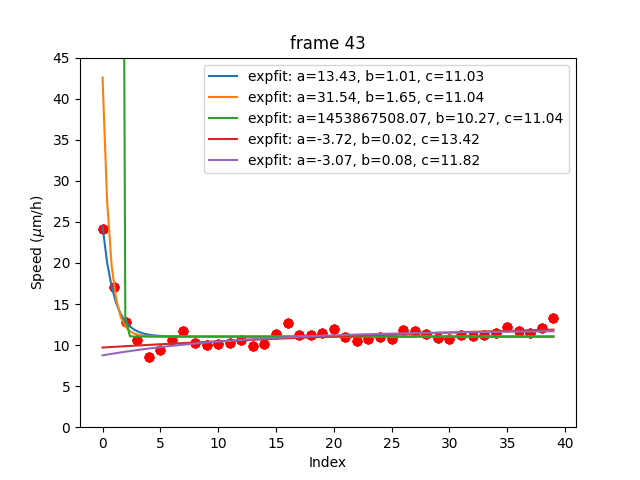 frame 43
expfit: a=13.43, b=1.01, c=11.03
expfit: a=31.54, b=1.65, c=11.04
expfit: a=1453867508.07, b=10.27, c=11.04
expfit: a=-3.72, b=0.02, c=13.42
expfit: a=-3.07, b=0.08, c=11.82
Speed (μm/h)
45
40
35
30
25
20
15
10
5
0
0 5 10 15 20 25 30 35 40
Index